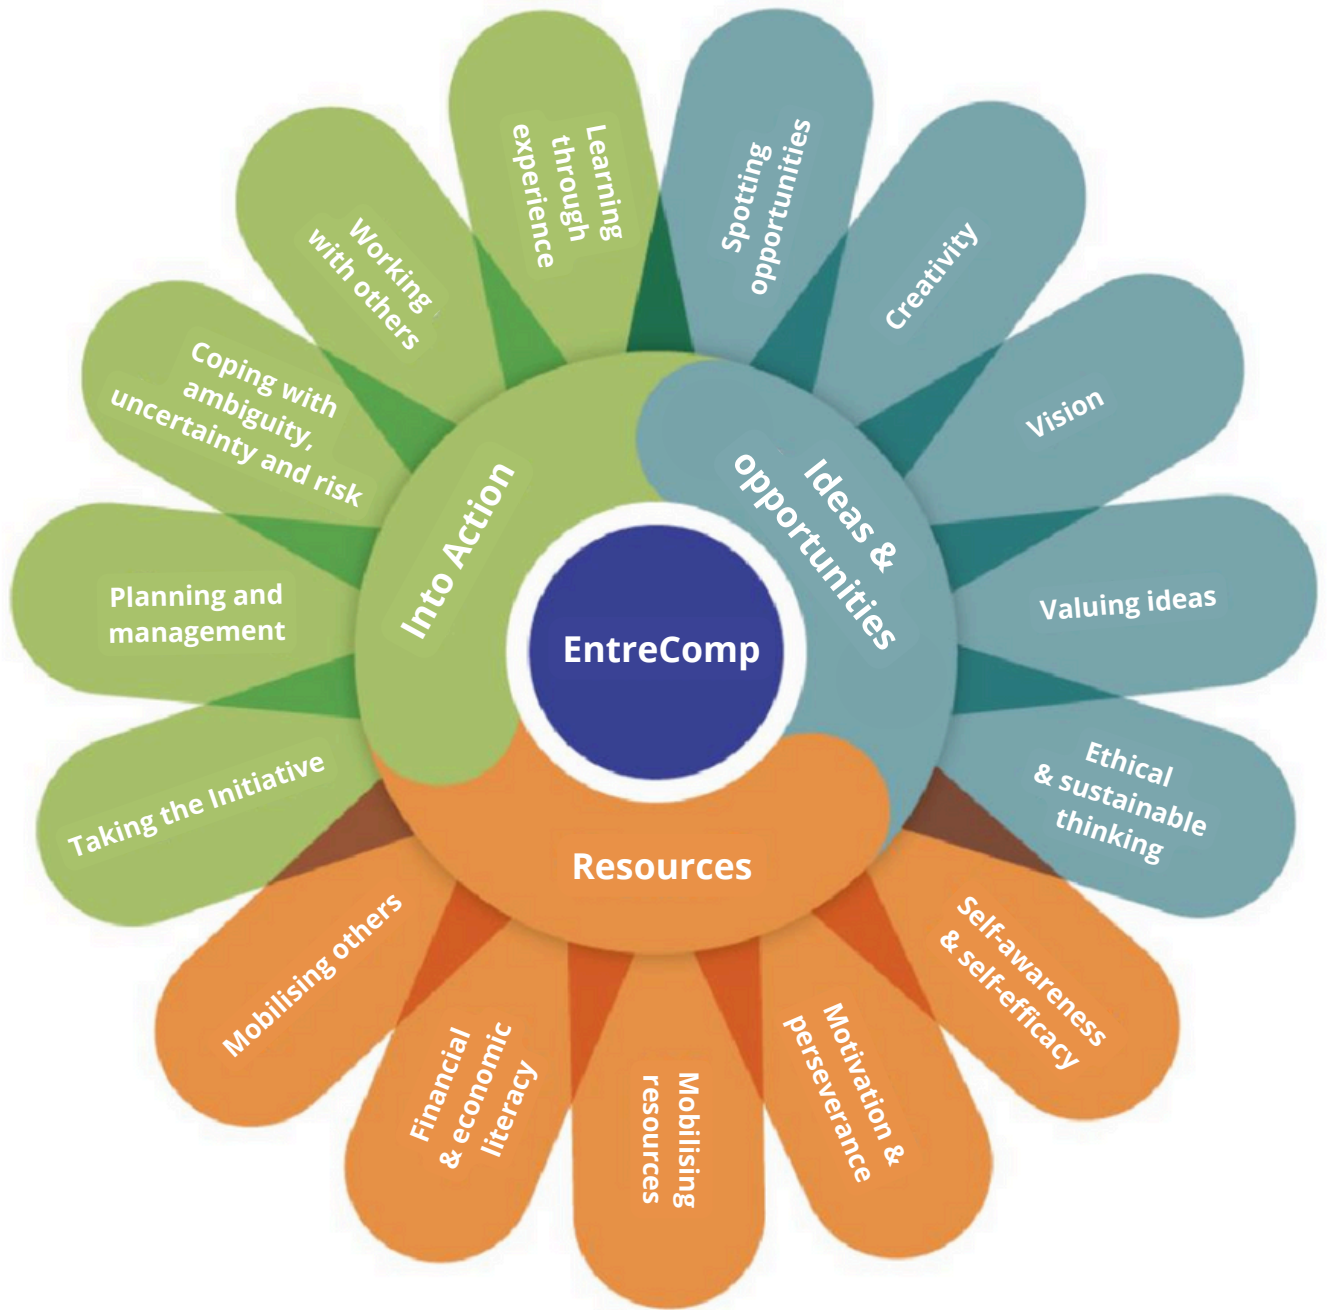 EntreComp
Ideas &
opportunities
Resources
Into Action
Spotting
opportunities
Creativity
Vision
Valuing ideas
Ethical
& sustainable
thinking
Self-awareness
& self-efficacy
Motivation &
perseverance
Mobilising
resources
Financial
& economic
literacy
Mobilising others
Taking the Initiative
Planning and
management
Coping with
ambiguity,
uncertainty and risk
Working
with others
Learning
through
experience